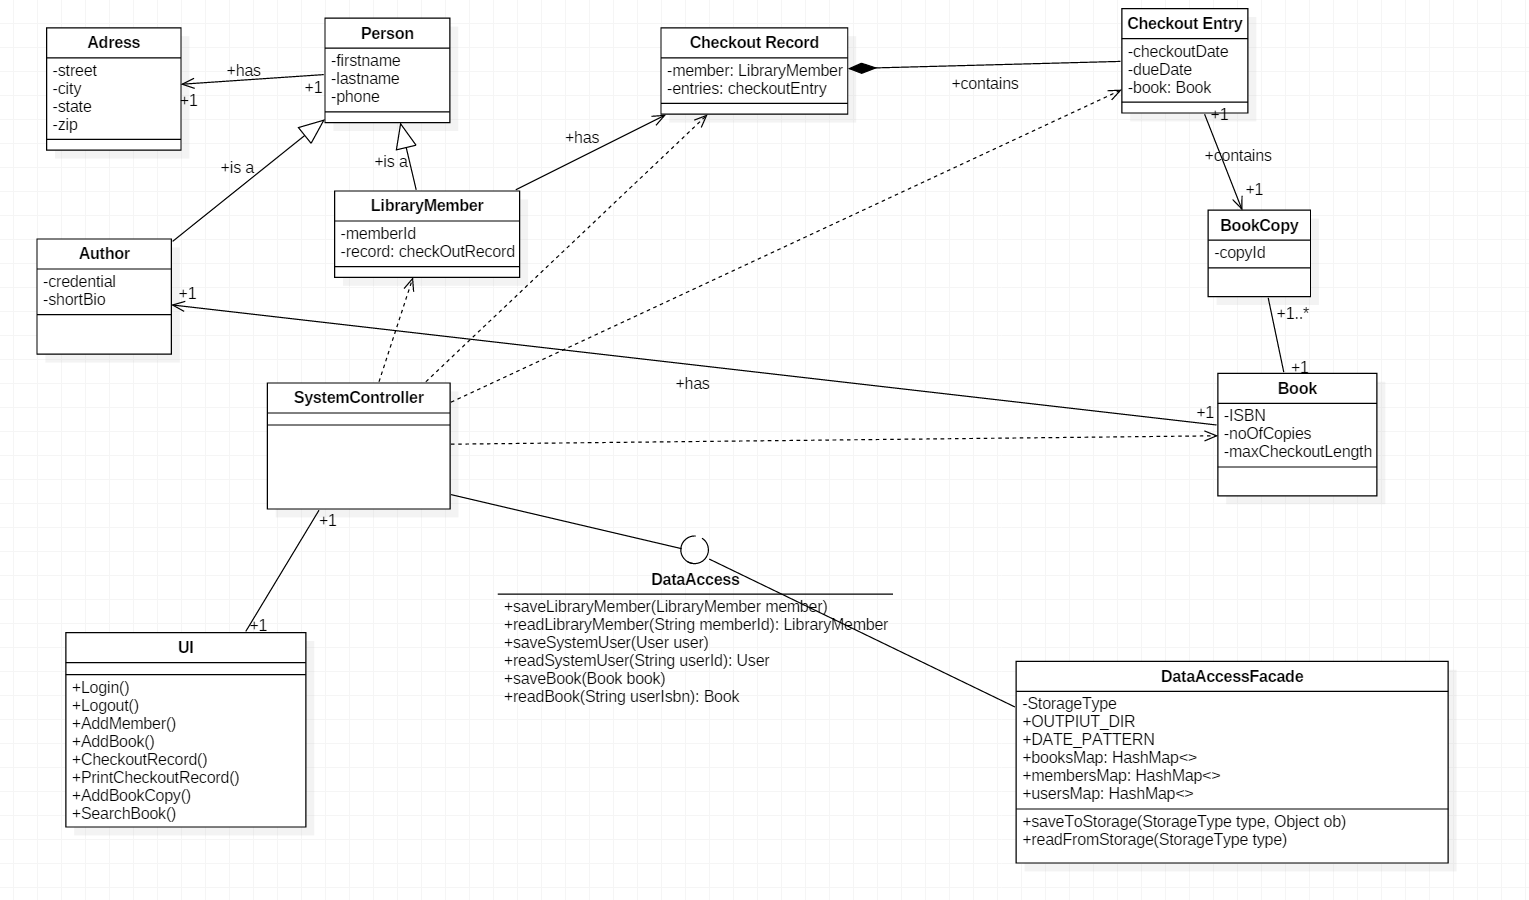 Adress
-street
-city
-state
-zip
+has
+1
+1
Person
-firstname
-lastname
-phone
+is a
+is a
Author
-credential
-shortBio
+1
LibraryMember
-memberId
-record: checkOutRecord
+has
Checkout Record
-member: LibraryMember
-entries: checkoutEntry
+contains
Checkout Entry
-checkoutDate
-dueDate
-book: Book
+1
+contains
+1
BookCopy
-copyId
+1..*
+1
Book
-ISBN
-noOfCopies
-maxCheckoutLength
+1
+has
SystemController
+1
+1
UI
+Login()
+Logout()
+AddMember()
+AddBook()
+CheckoutRecord()
+PrintCheckoutRecord()
+AddBookCopy()
+SearchBook()
DataAccess
+saveLibraryMember(LibraryMember member)
+readLibraryMember(String memberId): LibraryMember
+saveSystemUser(User user)
+readSystemUser(String userId): User
+saveBook(Book book)
+readBook(String userIsbn): Book
DataAccessFacade
-StorageType
+OUTPIUT_DIR
+DATE_PATTERN
+booksMap: HashMap<>
+membersMap: HashMap<>
+usersMap: HashMap<>
+saveToStorage(StorageType type, Object ob)
+readFromStorage(StorageType type)